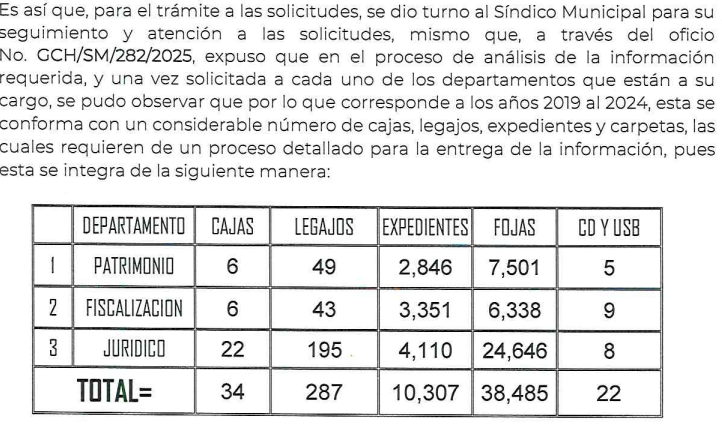 Es así que, para el trámite a las solicitudes, se dio turno al Síndico Municipal para su
seguimiento y atención a las solicitudes, mismo que, a través del oficio
No. GCH/SM/282/2025, expuso que en el proceso de análisis de la información
requerida, y una vez solicitada a cada uno de los departamentos que están a su
cargo, se pudo observar que por lo que corresponde a los años 2019 al 2024, esta se
conforma con un considerable número de cajas, legajos, expedientes y carpetas, las
cuales requieren de un proceso detallado para la entrega de la información, pues
esta se integra de la siguiente manera:
DEPARTAMENTO CAJAS LEGAJOS EXPEDIENTES FOJAS CD Y USB
1 PATRIMONIO 6 49 2,846 7,501 5
2 FISCALIZACION 6 43 3,351 6,338 9
3 JURIDICO 22 195 4,110 24,646 8
TOTAL= 34 287 10,307 38,485 22